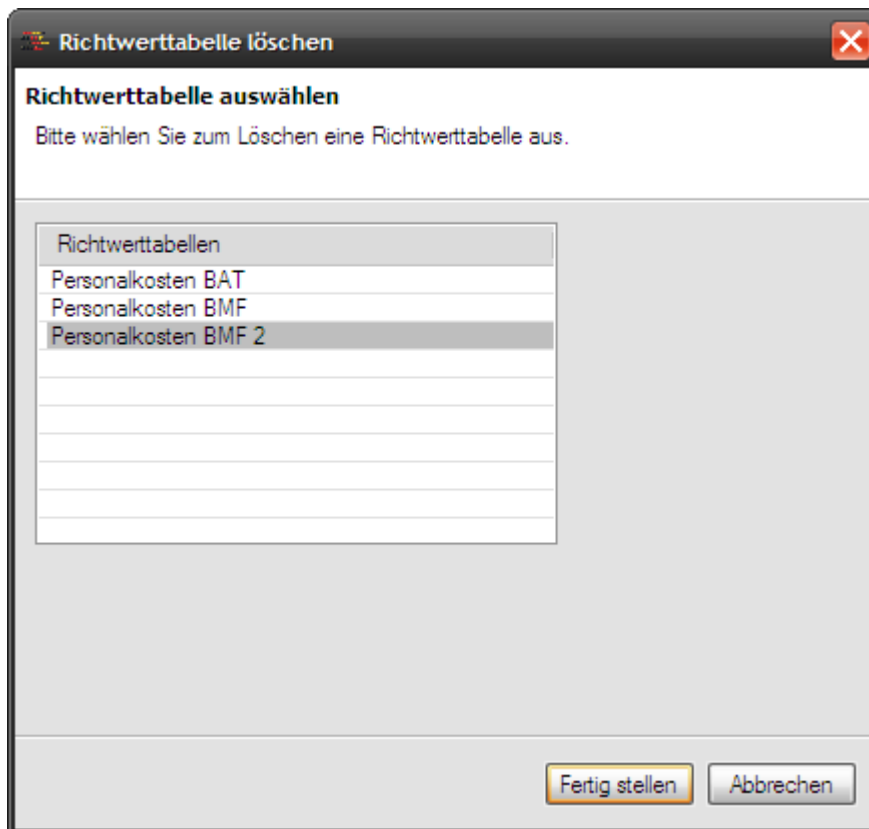 Richtwerttabelle löschen
Richtwerttabelle auswählen
Bitte wählen Sie zum Löschen eine Richtwerttabelle aus.
Richtwerttabellen
Personalkosten BAT
Personalkosten BMF
Personalkosten BMF 2
Fertig stellen Abbrechen